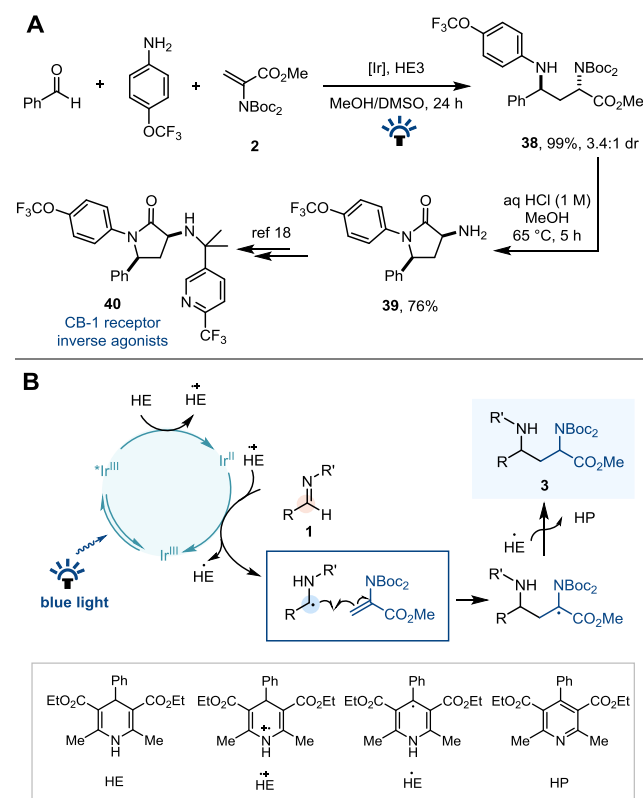 A
O
Ph
H
+
NH2
OCF3
+
CO2Me
NBoc2
2
[Ir], HE3
MeOH/DMSO, 24 h
F3CO
NH
NBoc2
Ph
CO2Me
38, 99%, 3.4:1 dr
aq HCl (1 M)
MeOH
65 °C, 5 h
F3CO
O
N
NH2
Ph
39, 76%
ref 18
F3CO
O
H
N
N
Ph
N
CF3
40
CB-1 receptor
inverse agonists
B
HE
HE
*IrIII
IrII
HE
IrIII
HE
blue light
N
R'
R
H
1
HN
R'
R
NBoc2
CO2Me
R'
NH
NBoc2
R
CO2Me
HE
HP
R'
NH
NBoc2
R
CO2Me
3
Ph
EtO2C
CO2Et
Me
N
H
Me
HE
Ph
EtO2C
CO2Et
Me
N
H
Me
HE
Ph
EtO2C
CO2Et
Me
N
H
Me
HE
Ph
EtO2C
CO2Et
Me
N
Me
HP